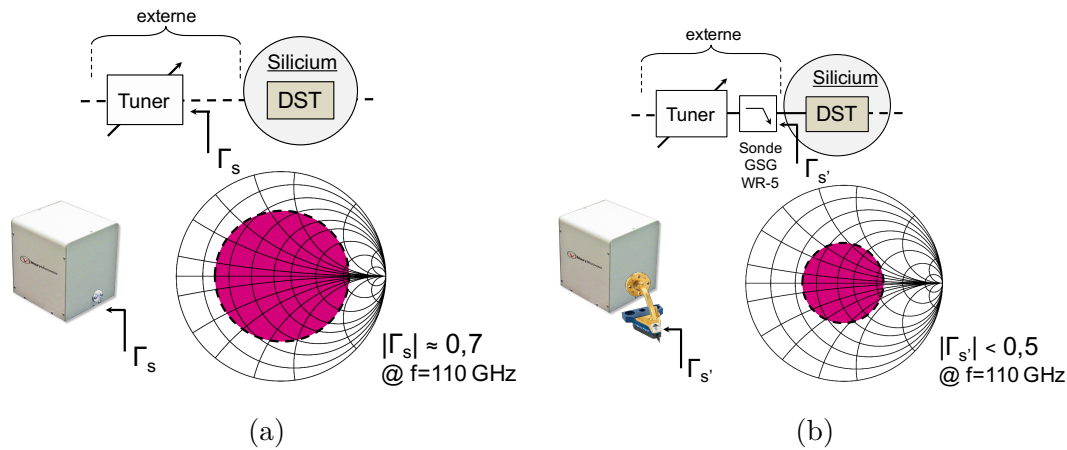 externe
Silicium
Tuner
DST
Γs
Γs
|Γs| ≈ 0,7
@ f=110 GHz
(a)
externe
Silicium
Tuner
DST
Sonde
GSG
WR-5
Γs'
Γs'
|Γs'| < 0,5
@ f=110 GHz
(b)